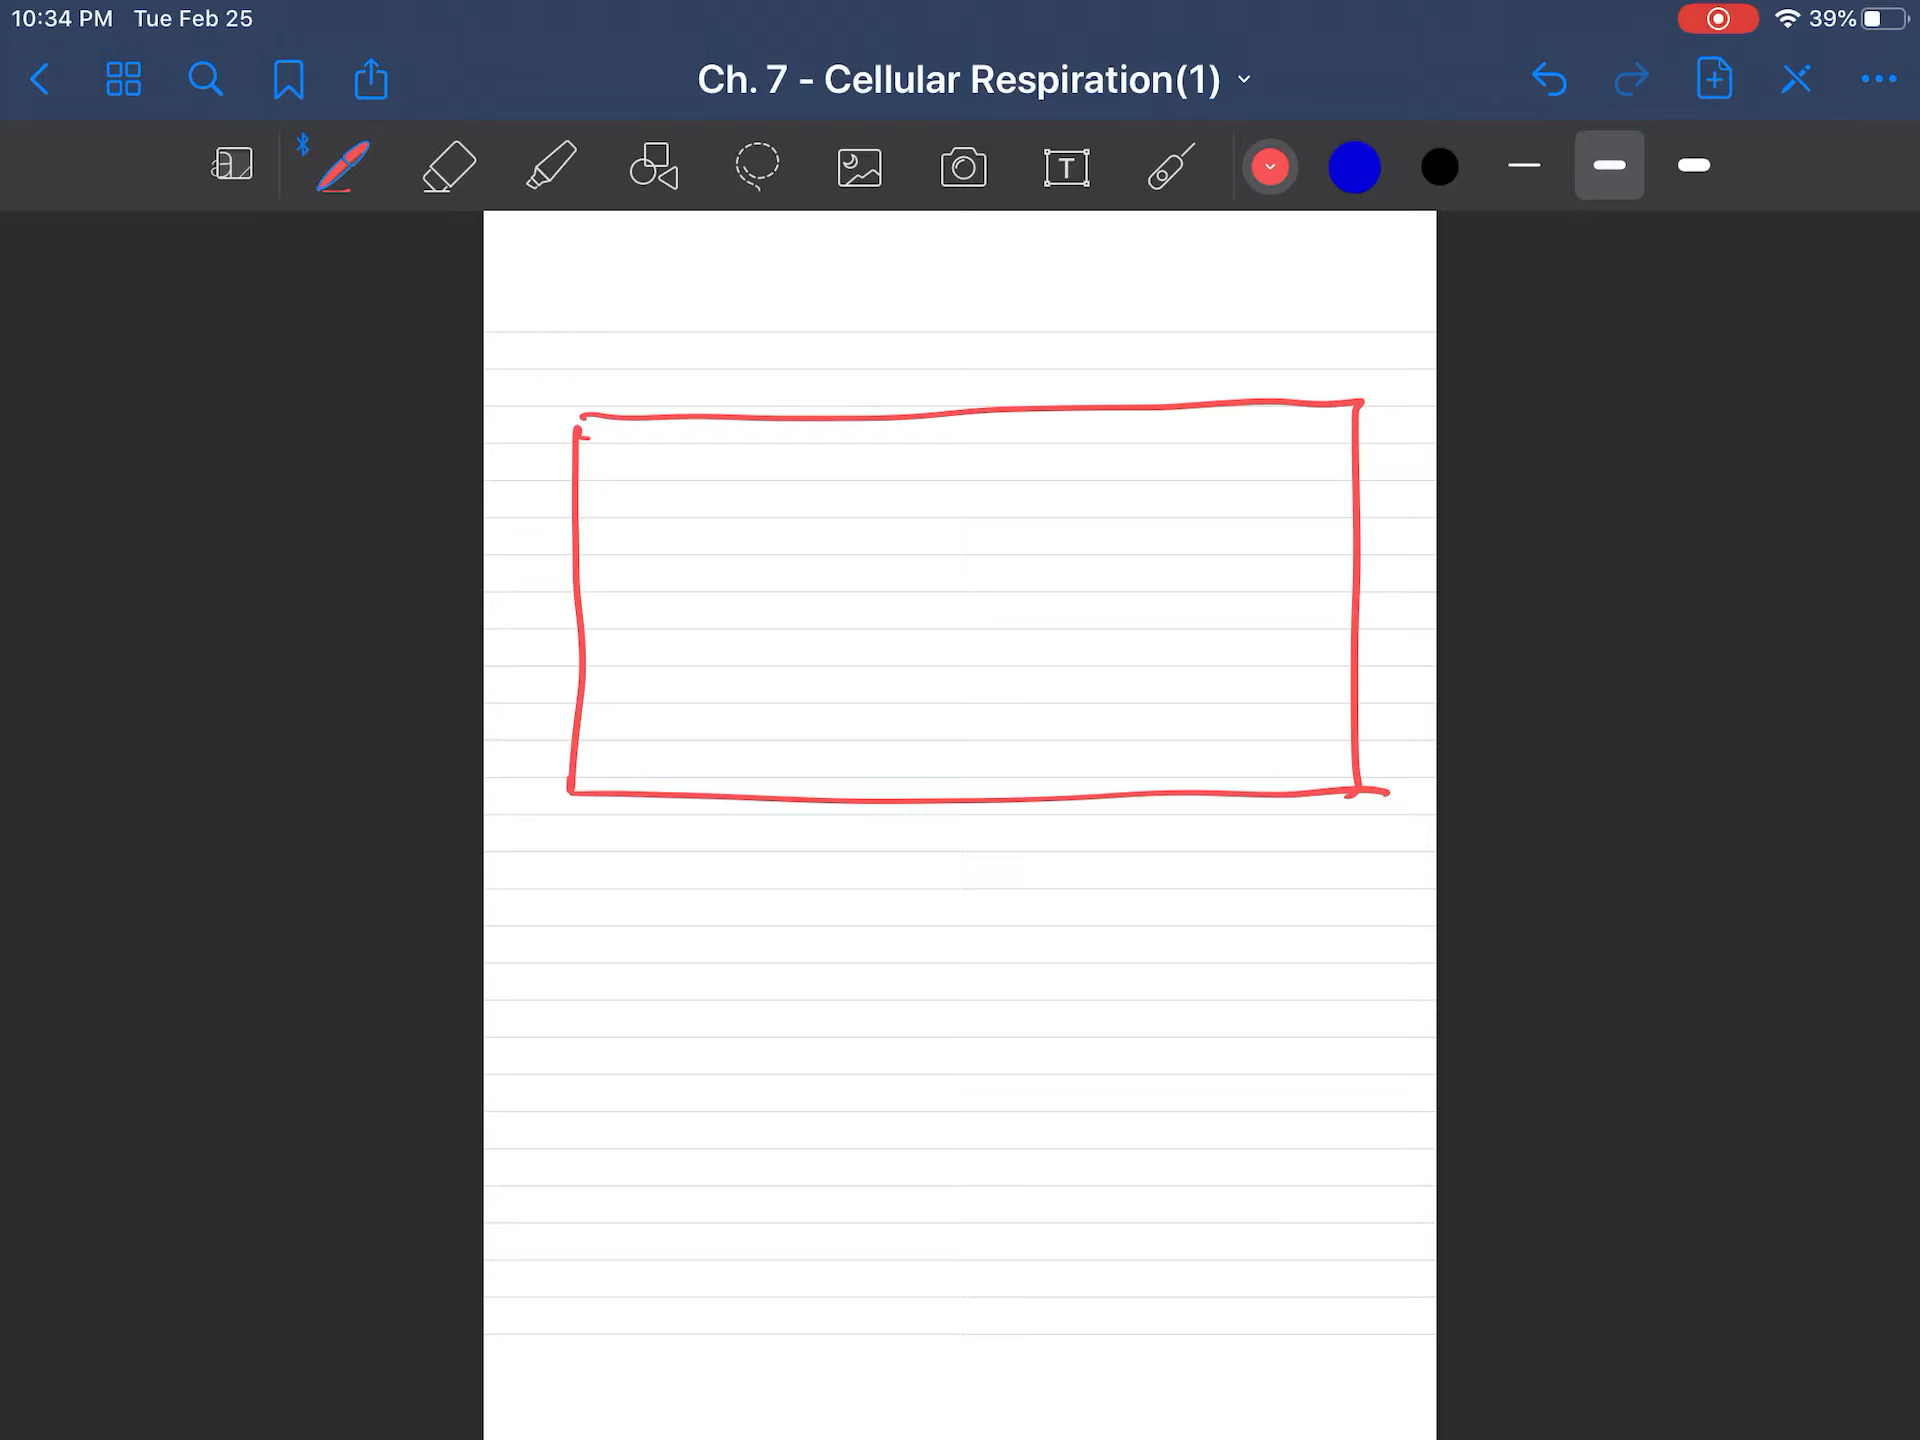 10:34 PM Tue Feb 25
39%
Ch. 7 - Cellular Respiration(1)
a
T